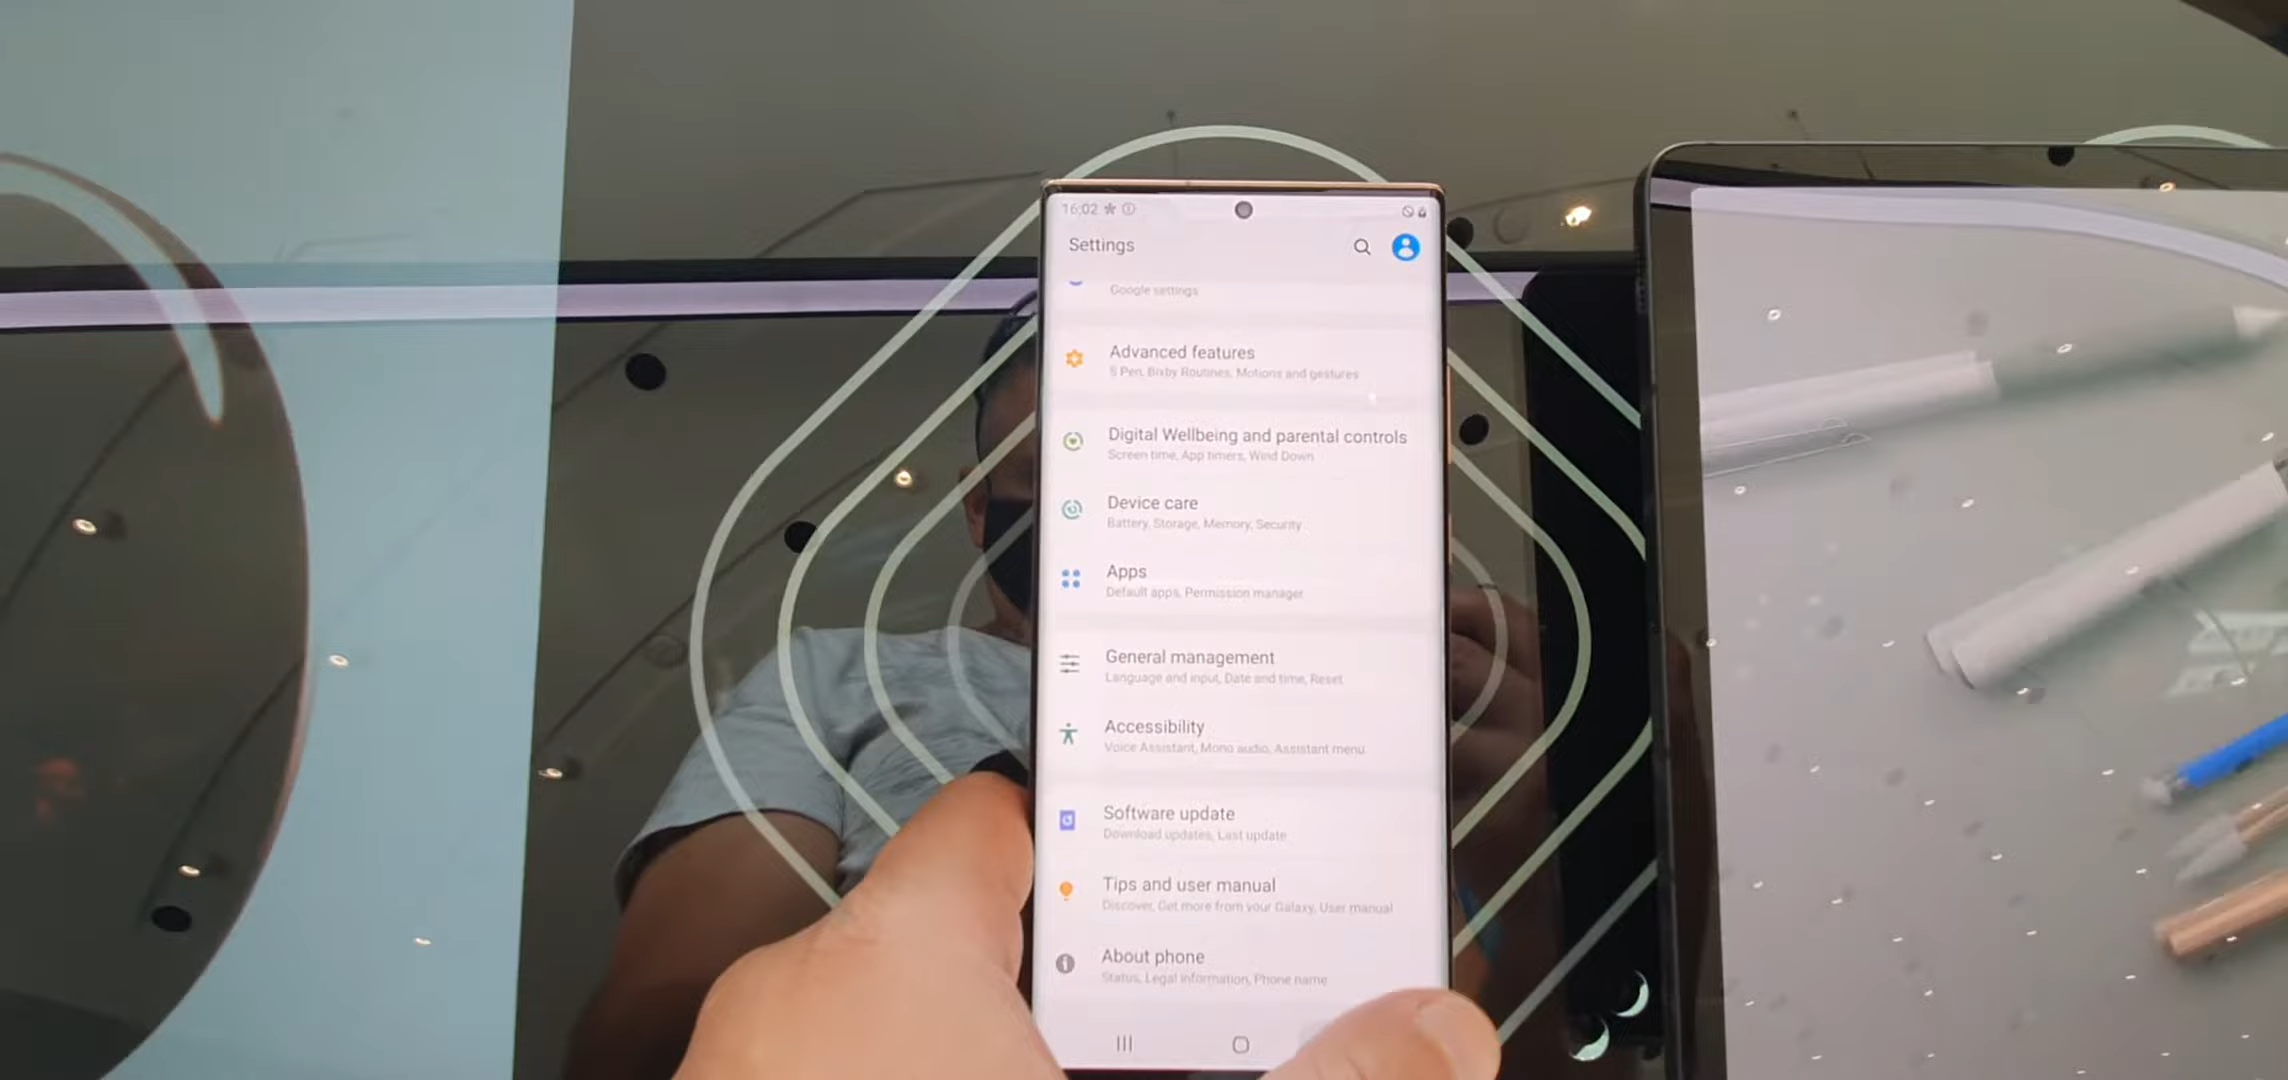 16:02
Settings
Google settings
Advanced features
S Pen, Bixby Routines, Motions and gestures
Digital Wellbeing and parental controls
Screen time, App timers, Wind Down
Device care
Battery, Storage, Memory, Security
Apps
Default apps, Permission manager
General management
Language and input, Date and time, Reset
Accessibility
Voice Assistant, Mono audio, Assistant menu
Software update
Download updates, Last update
Tips and user manual
Discover, Get more from your Galaxy, User manual
About phone
Status, Legal information, Phone name